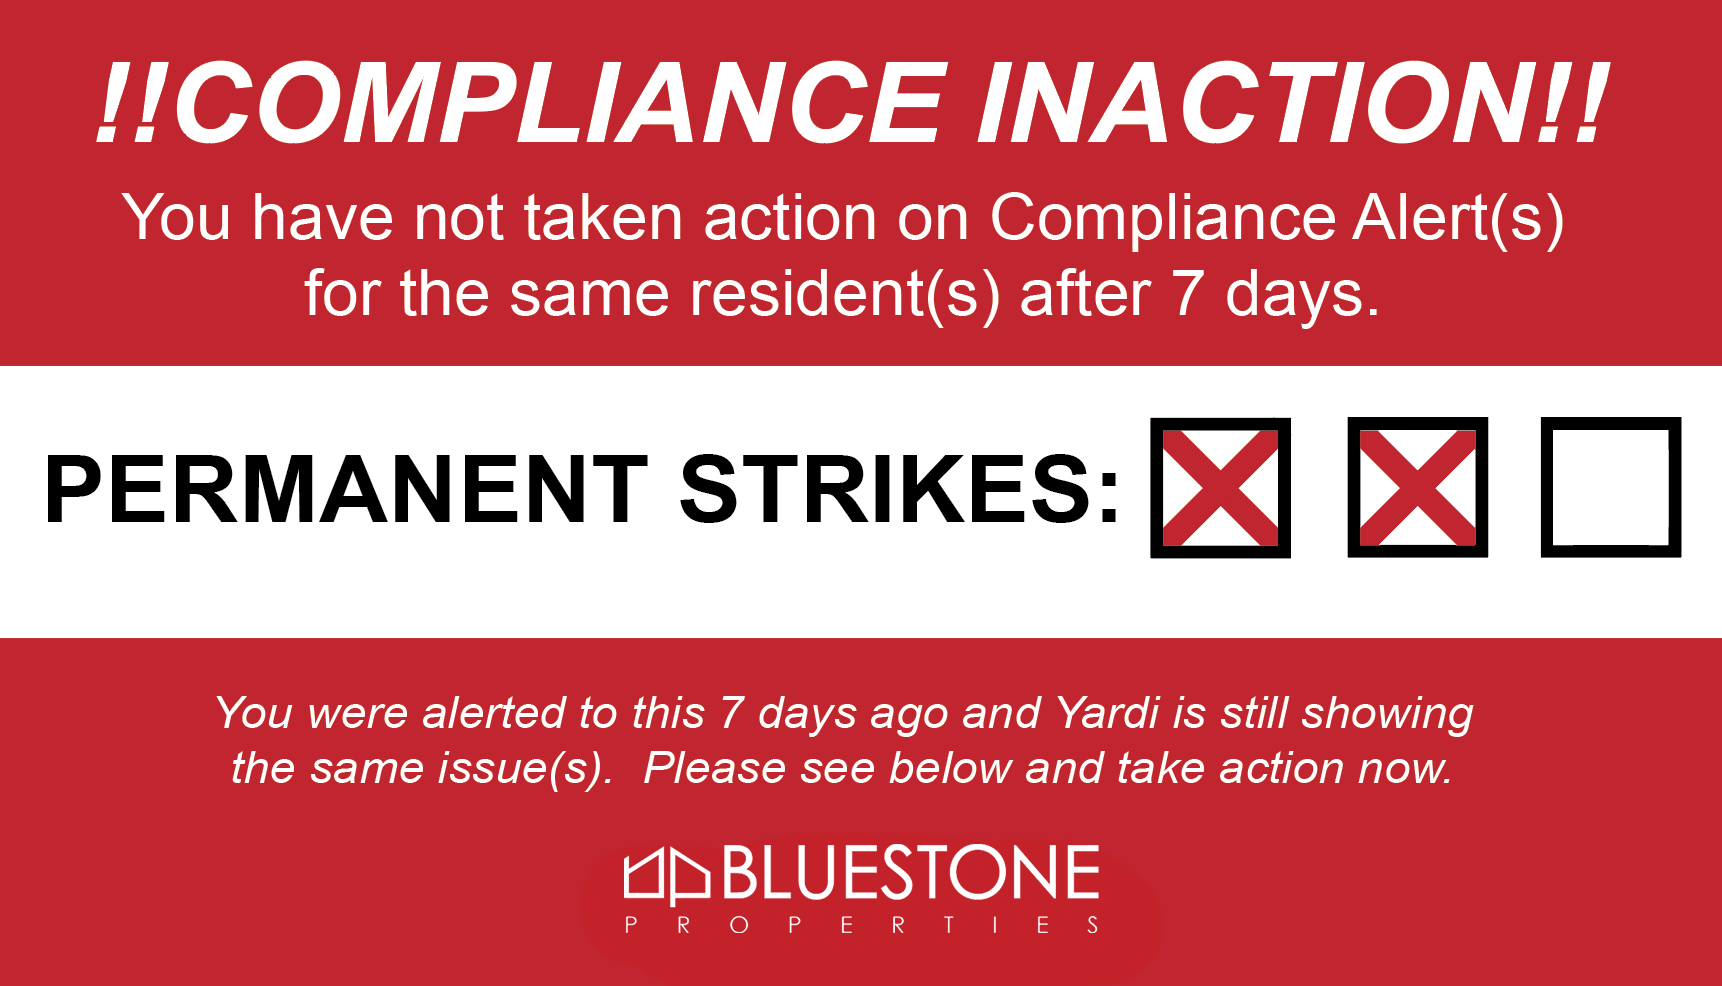 !!COMPLIANCE INACTION!!
You have not taken action on Compliance Alert(s)
for the same resident(s) after 7 days.
PERMANENT STRIKES:
You were alerted to this 7 days ago and Yardi is still showing
the same issue(s).  Please see below and take action now.
BLUESTONE
PROPERTIES